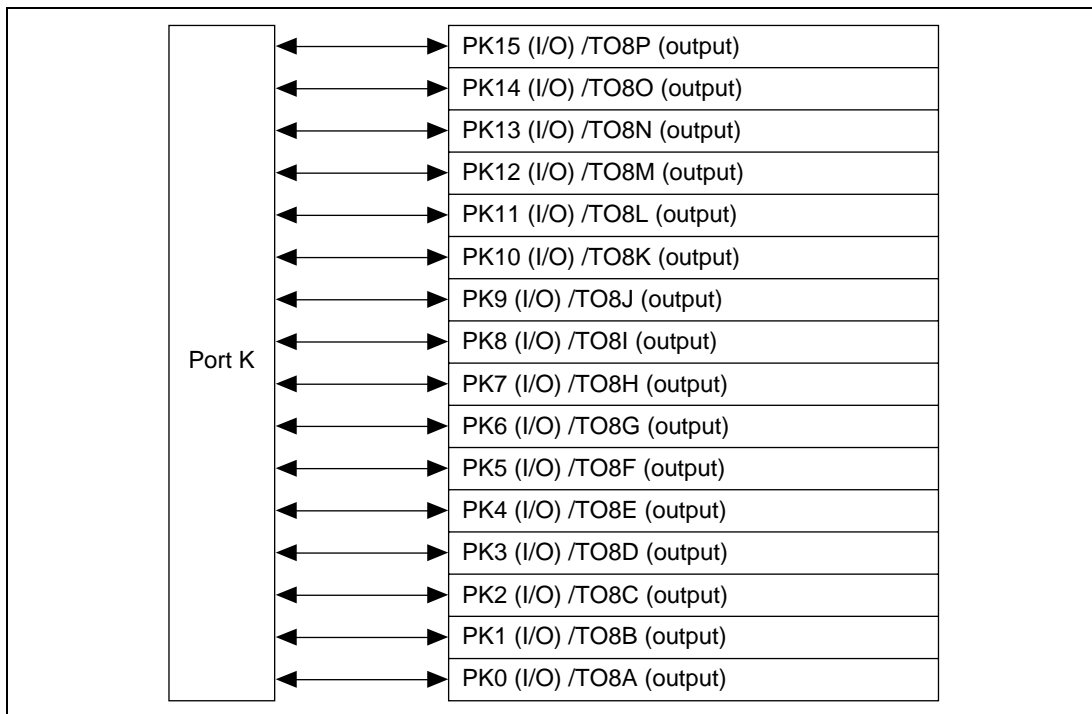 PK15 (I/O) /TO8P (output)
PK14 (I/O) /TO8O (output)
PK13 (I/O) /TO8N (output)
PK12 (I/O) /TO8M (output)
PK11 (I/O) /TO8L (output)
PK10 (I/O) /TO8K (output)
PK9 (I/O) /TO8J (output)
PK8 (I/O) /TO8I (output)
Port K
PK7 (I/O) /TO8H (output)
PK6 (I/O) /TO8G (output)
PK5 (I/O) /TO8F (output)
PK4 (I/O) /TO8E (output)
PK3 (I/O) /TO8D (output)
PK2 (I/O) /TO8C (output)
PK1 (I/O) /TO8B (output)
PK0 (I/O) /TO8A (output)